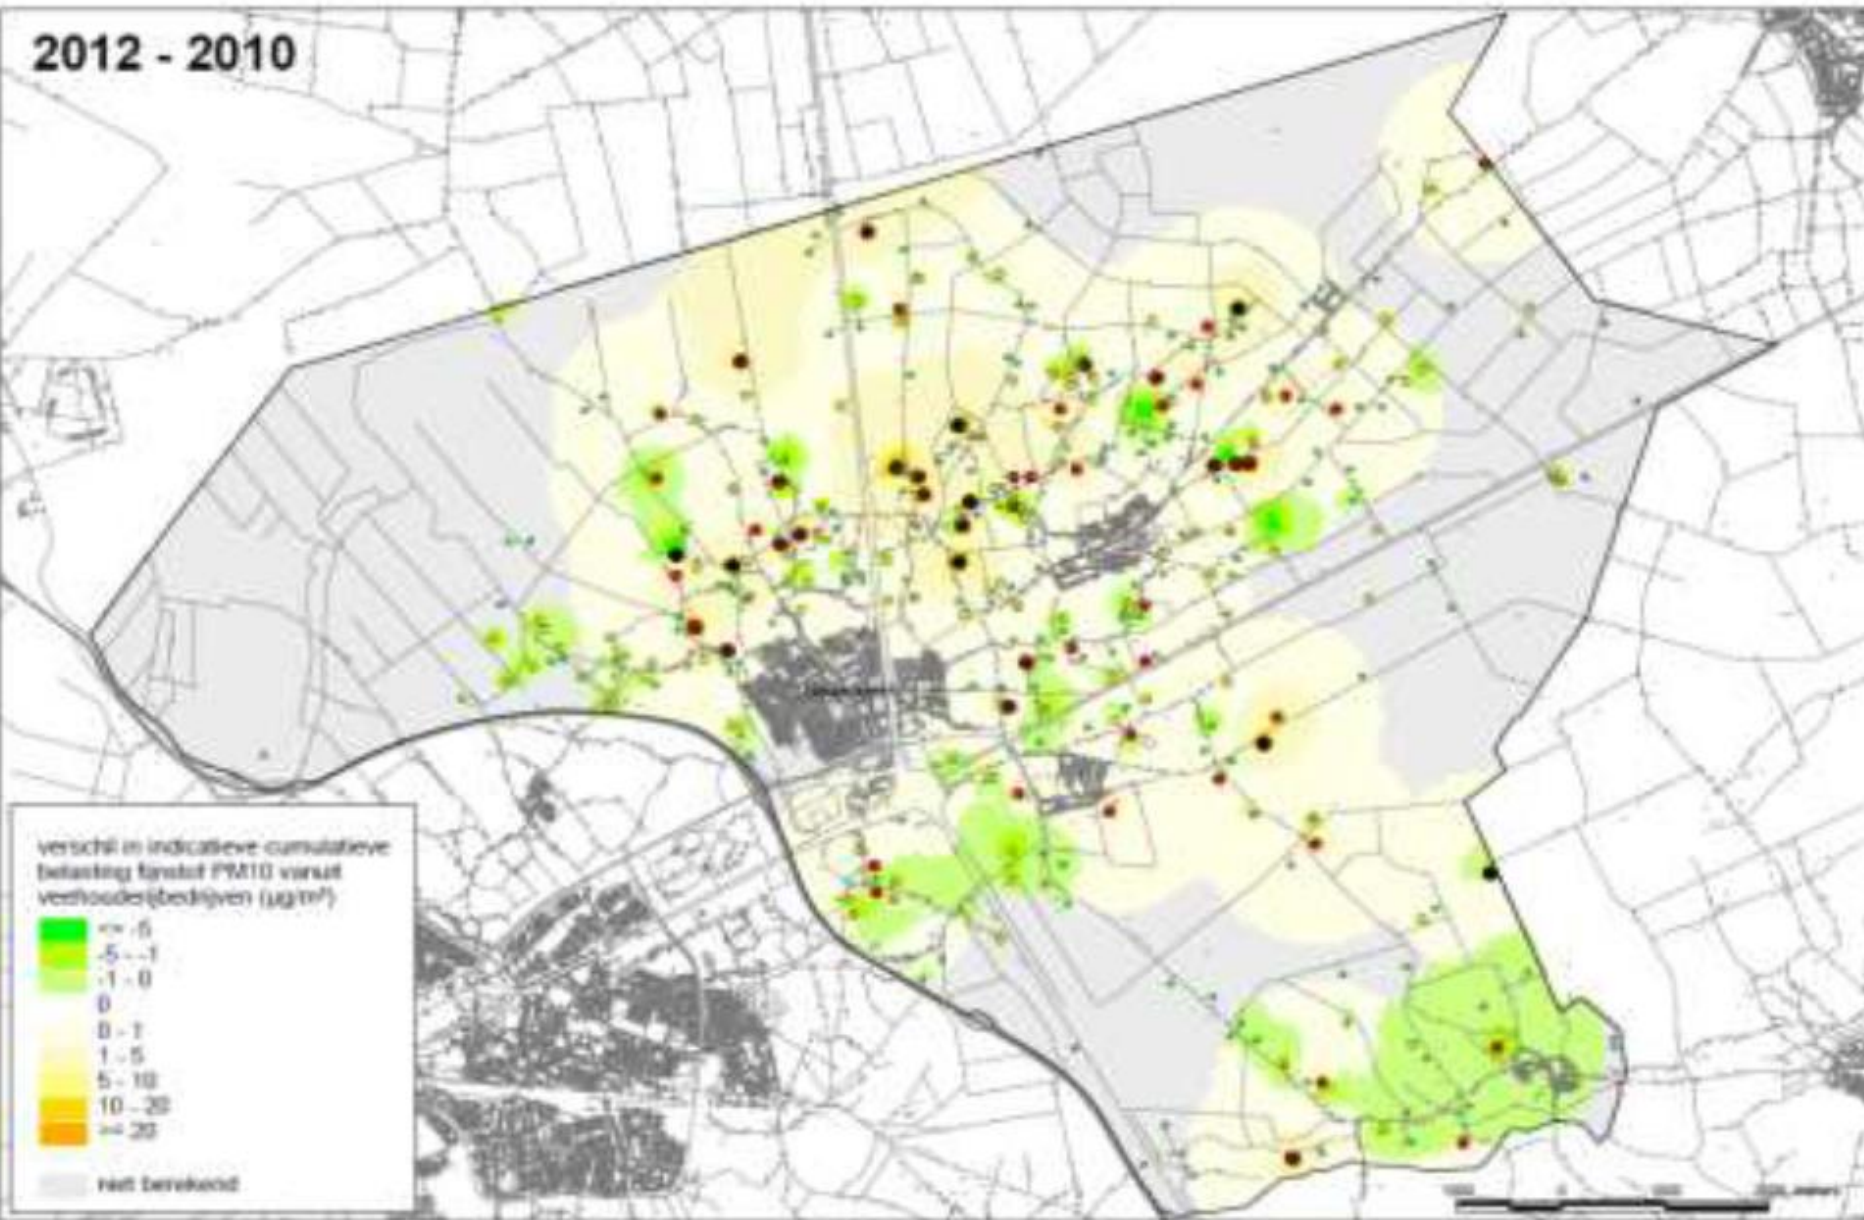 2012 - 2010
verschil in indicatieve cumulatieve
belasting fijnstof PM10 vanuit
veehouderijbedrijven (µg/m³)
<= -5
-5 - -1
-1 - 0
0
0 - 1
1 - 5
5 - 10
10 - 20
>= 20
niet berekend